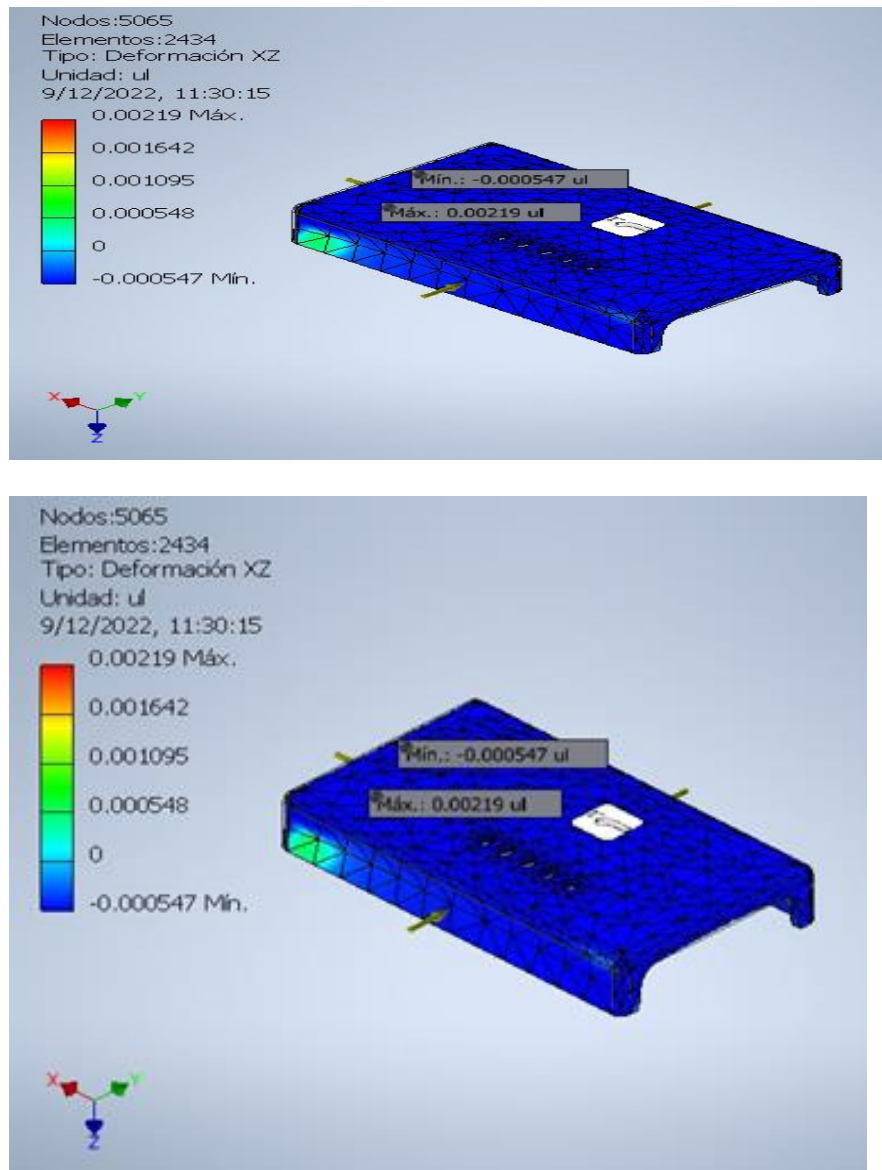 Nodos:5065
Elementos:2434
Tipo: Deformación XZ
Unidad: ul
9/12/2022, 11:30:15
0.00219 Máx.
0.001642
0.001095
0.000548
0
-0.000547 Mín.
Mín.: -0.000547 ul
Máx.: 0.00219 ul
X
Y
Z
Nodos:5065
Elementos:2434
Tipo: Deformación XZ
Unidad: ul
9/12/2022, 11:30:15
0.00219 Máx.
0.001642
0.001095
0.000548
0
-0.000547 Mín.
Mín.: -0.000547 ul
Máx.: 0.00219 ul
X
Y
Z